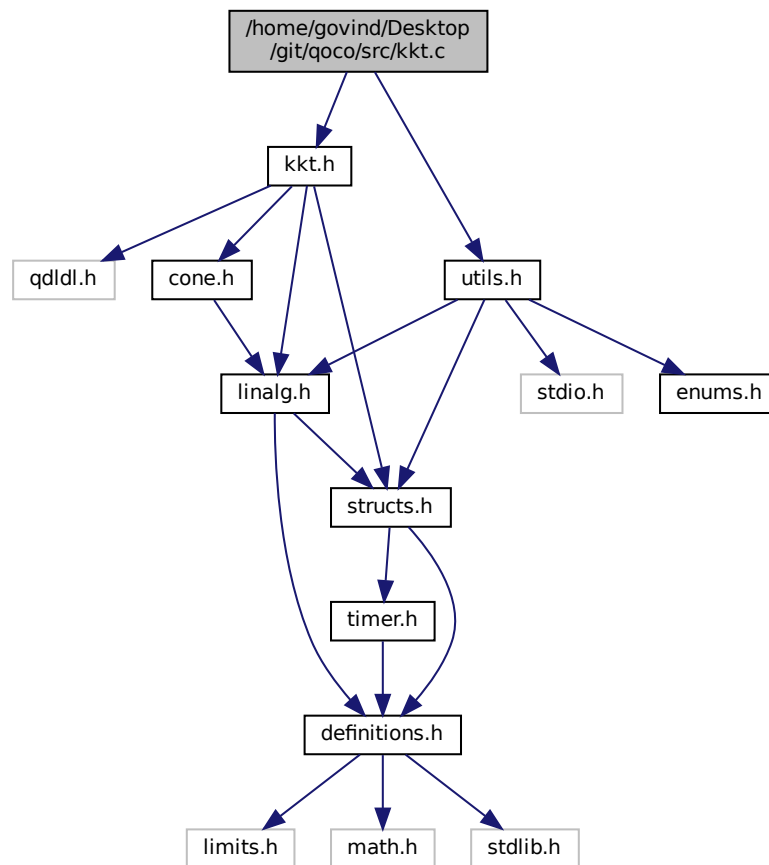 /home/govind/Desktop
/git/qoco/src/kkt.c
kkt.h
qdldl.h
cone.h
utils.h
linalg.h
stdio.h
enums.h
structs.h
timer.h
definitions.h
limits.h
math.h
stdlib.h